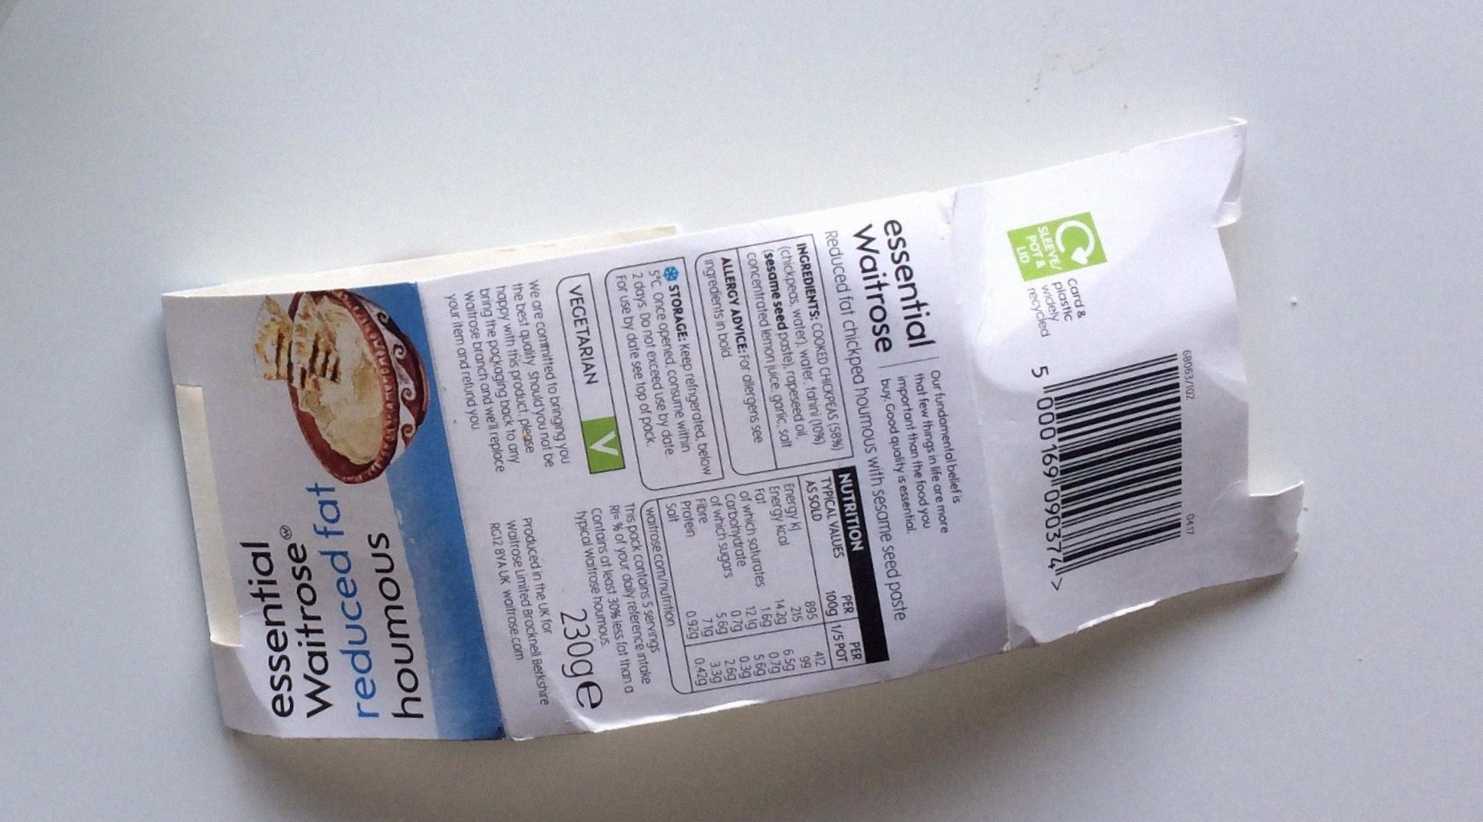 68063/102
0417
5 000169 090374 >
card &
plastic
widely
recycled
SLEEVE/
POT &
LID
essential
Waitrose
Our fundamental belief is
that few things in life are more
important than the food you
buy. Good quality is essential.
Reduced fat chickpea houmous with sesame seed paste
INGREDIENTS: COOKED CHICKPEAS (58%)
(chickpeas, water), water, tahini (10%)
(sesame seed paste), rapeseed oil,
concentrated lemon juice, garlic, salt
ALLERGY ADVICE: For allergens see
ingredients in bold
STORAGE: Keep refrigerated, below
5°C. Once opened, consume within
2 days. Do not exceed use by date.
For use by date see top of pack.
VEGETARIAN
V
We are committed to bringing you
the best quality. Should you not be
happy with this product, please
bring the packaging back to any
Waitrose branch and we'll replace
your item and refund you.
NUTRITION
TYPICAL VALUES PER PER
AS SOLD 100g 1/5 POT
Energy kJ 895 412
Energy kcal 215 99
Fat 14.2g 6.5g
of which saturates 1.6g 0.7g
Carbohydrate 12.1g 5.6g
of which sugars 0.7g 0.3g
Fibre 5.6g 2.6g
Protein 7.1g 3.3g
Salt 0.92g 0.42g
waitrose.com/nutrition
This pack contains 5 servings
RI= % of your daily reference intake
Contains at least 30% less fat than a
typical Waitrose houmous.
230g e
Produced in the UK for
Waitrose Limited Bracknell Berkshire
RG12 8YA UK waitrose.com
essential
Waitrose®
reduced fat
houmous